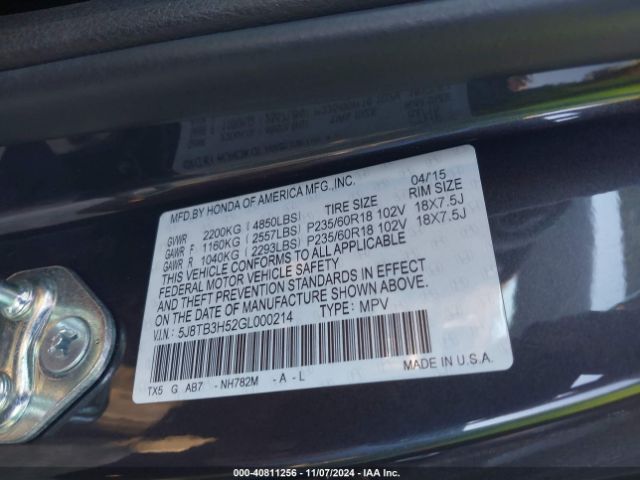 MFD.BY HONDA OF AMERICA MFG.,INC. 04/15
TIRE SIZE RIM SIZE
GVWR 2200KG ( 4850LBS)
GAWR F 1160KG ( 2557LBS) P235/60R18 102V 18X7.5J
GAWR R 1040KG ( 2293LBS) P235/60R18 102V 18X7.5J
THIS VEHICLE CONFORMS TO ALL APPLICABLE
FEDERAL MOTOR VEHICLE SAFETY
AND THEFT PREVENTION STANDARDS IN EFFECT
ON THE DATE OF MANUFACTURE SHOWN ABOVE.
V.I.N: 5J8TB3H52GL000214 TYPE: MPV
TX5 G AB7 - NH782M - A - L MADE IN U.S.A.
000-40811256 | 11/07/2024 | IAA Inc.